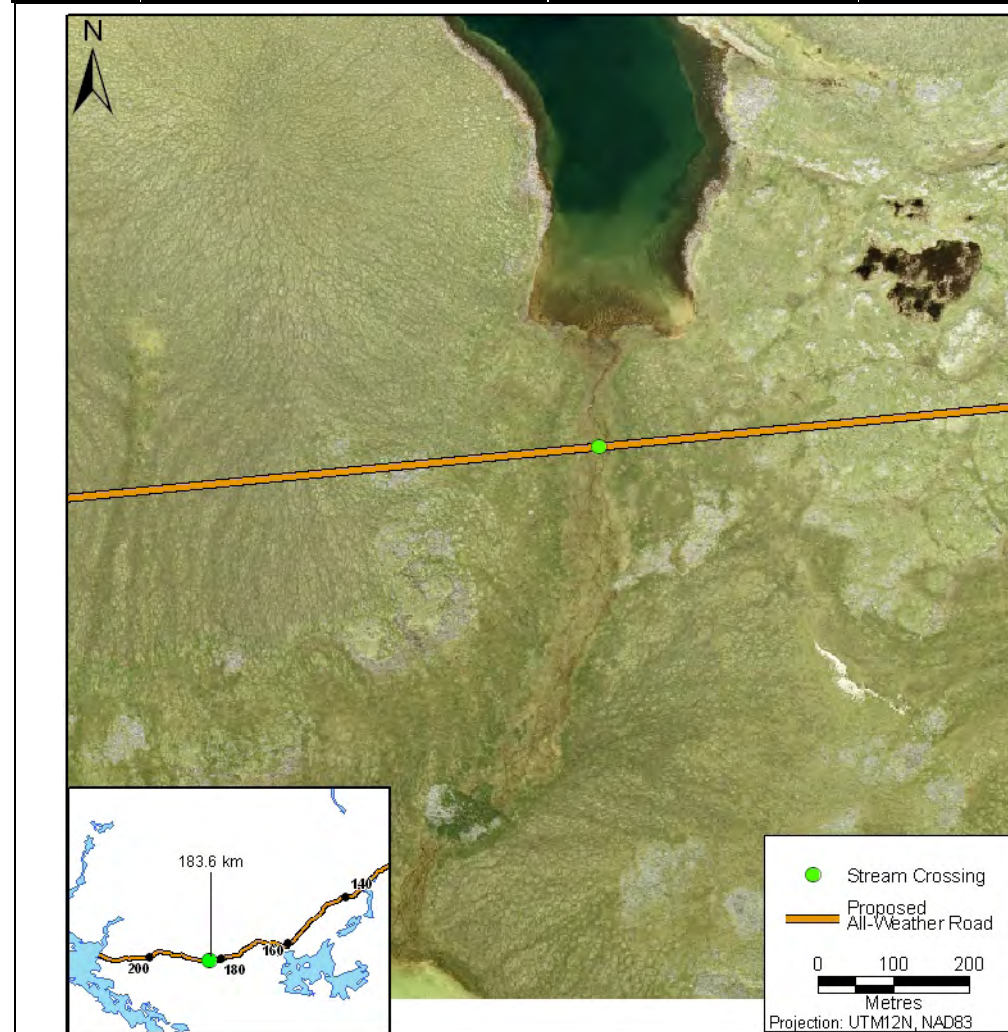 N
183.6 km
140
160
180
200
Stream Crossing
Proposed
All-Weather Road
0 100 200
Metres
Projection: UTM12N, NAD83